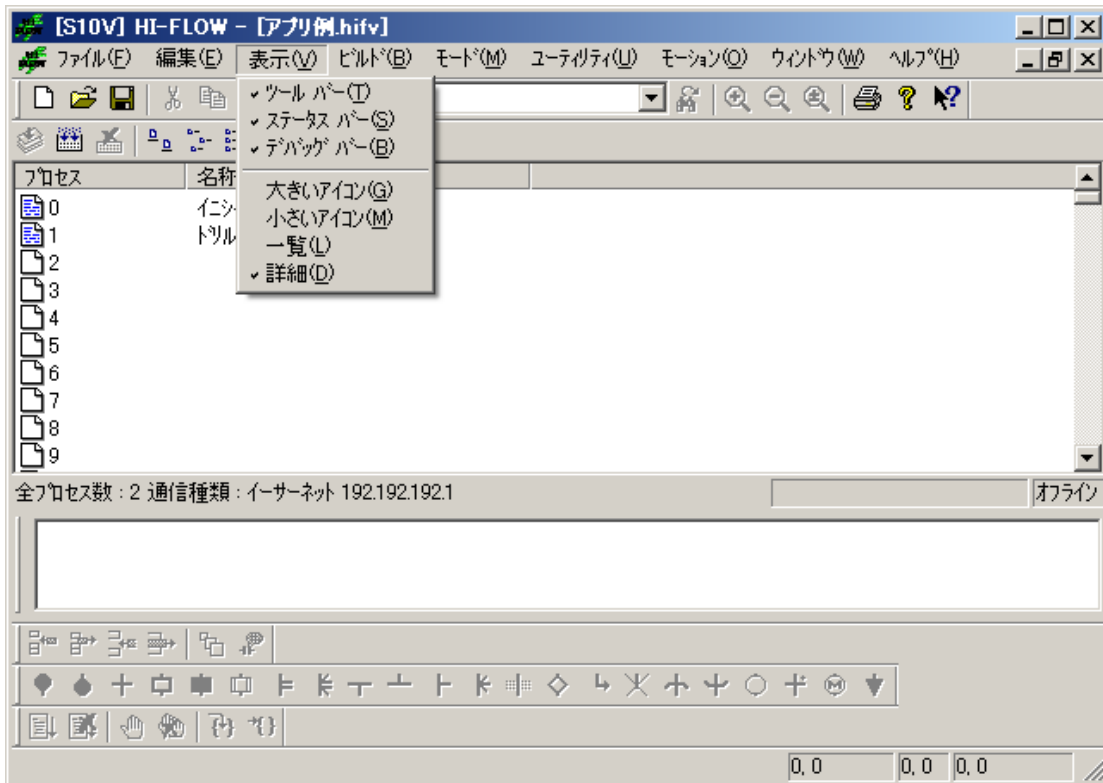 [S10V] HI-FLOW - [アプリ例.hifv]
ファイル(F) 編集(E) 表示(V) ビルド(B) モード(M) ユーティリティ(U) モーション(O) ウィンドウ(W) ヘルプ(H)
ツール バー(T)
ステータス バー(S)
デバッグ バー(B)
大きいアイコン(G)
小さいアイコン(M)
一覧(L)
詳細(D)
プロセス 名称
0 イニシ
1 ドリル
2
3
4
5
6
7
8
9
全プロセス数 : 2 通信種類 : イーサーネット 192.192.192.1
オフライン
0, 0 0, 0 0, 0